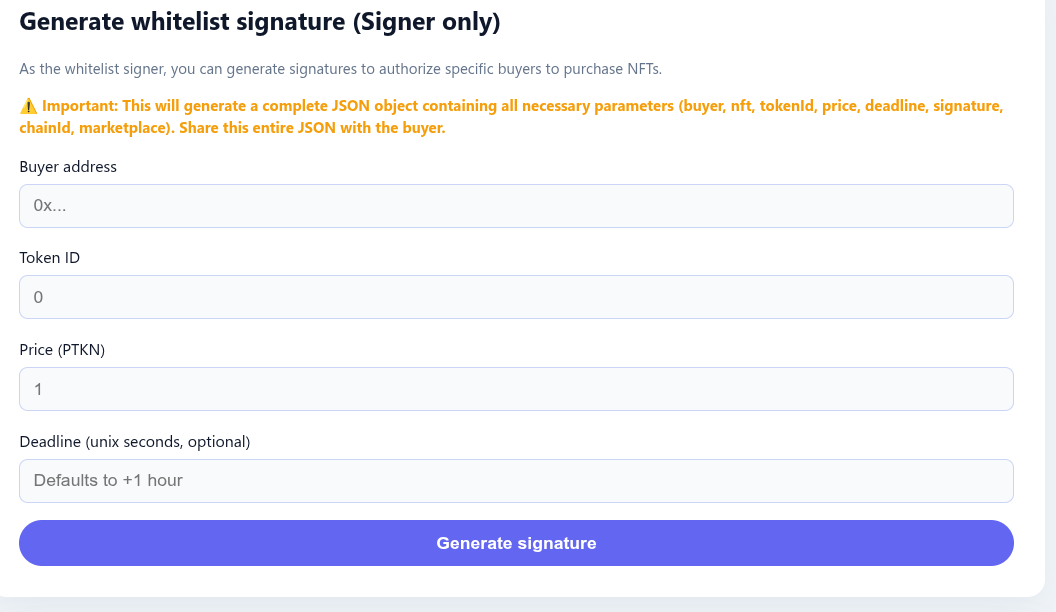 Generate whitelist signature (Signer only)
As the whitelist signer, you can generate signatures to authorize specific buyers to purchase NFTs.
⚠️ Important: This will generate a complete JSON object containing all necessary parameters (buyer, nft, tokenId, price, deadline, signature,
chainId, marketplace). Share this entire JSON with the buyer.
Buyer address
0x...
Token ID
0
Price (PTKN)
1
Deadline (unix seconds, optional)
Defaults to +1 hour
Generate signature